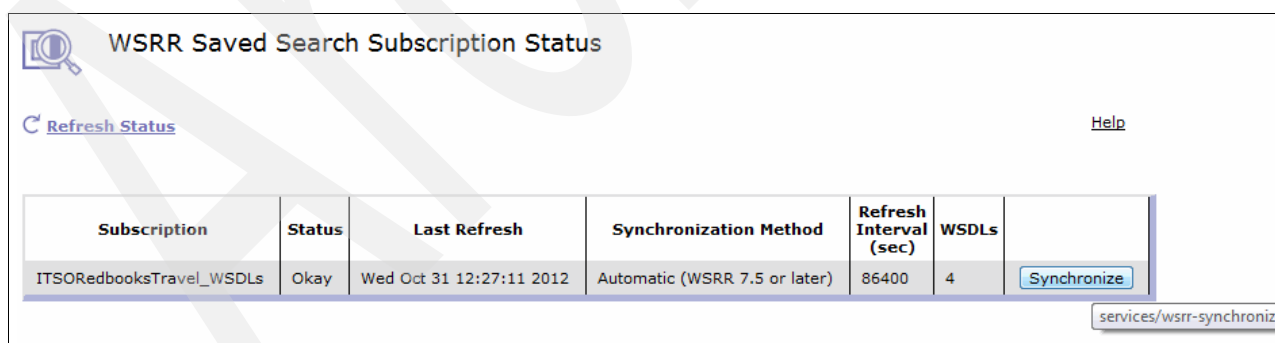 WSRR Saved Search Subscription Status
Refresh Status
Help
Subscription Status Last Refresh Synchronization Method Refresh Interval (sec) WSDLs
ITSORedbooksTravel_WSDLs Okay Wed Oct 31 12:27:11 2012 Automatic (WSRR 7.5 or later) 86400 4 Synchronize
services/wsrr-synchroniz